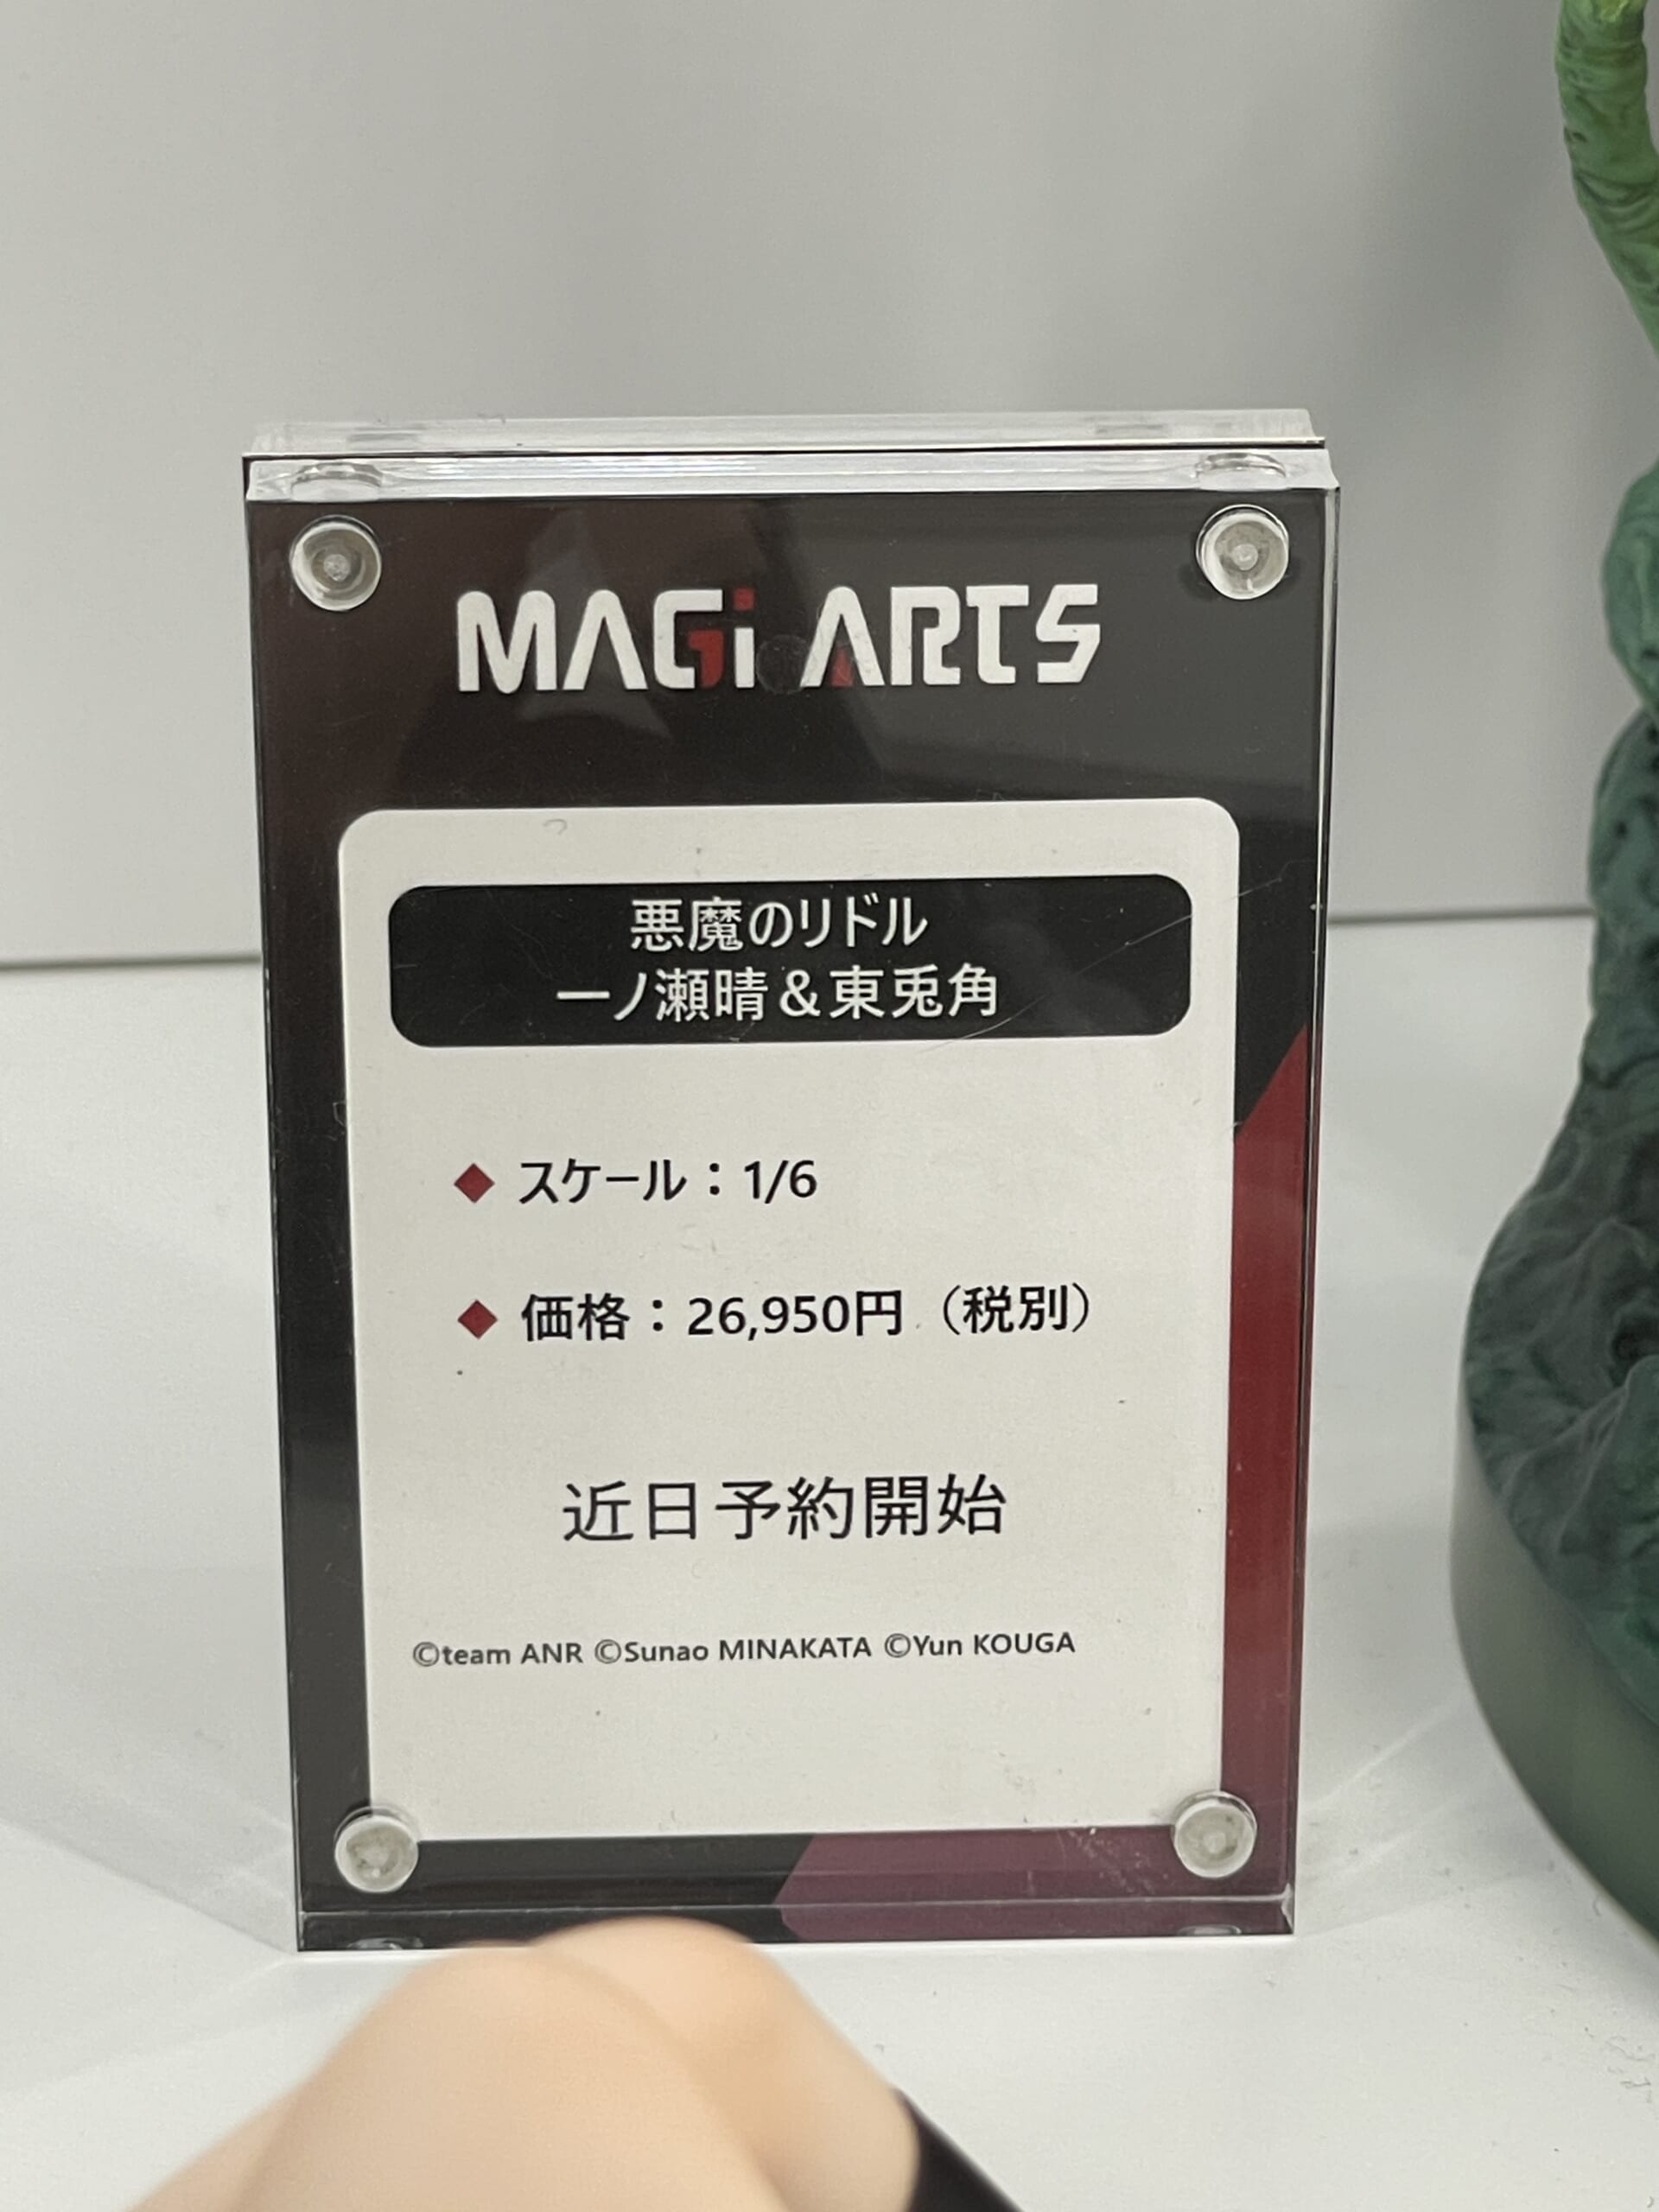 MAGi ARTS
悪魔のリドル
一ノ瀬晴＆東兎角
◆ スケール：1/6
◆ 価格：26,950円（税別）
近日予約開始
©team ANR ©Sunao MINAKATA ©Yun KOUGA